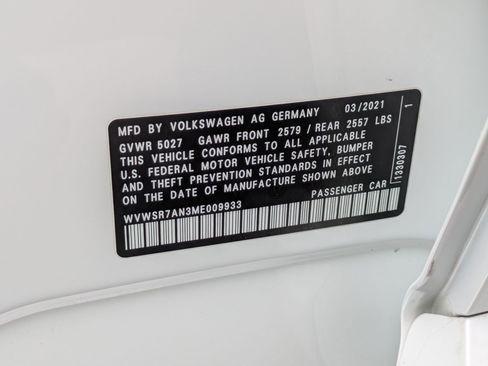 MFD BY VOLKSWAGEN AG GERMANY 03/2021
GVWR 5027 GAWR FRONT 2579 / REAR 2557 LBS
THIS VEHICLE CONFORMS TO ALL APPLICABLE
U.S. FEDERAL MOTOR VEHICLE SAFETY, BUMPER
AND THEFT PREVENTION STANDARDS IN EFFECT
ON THE DATE OF MANUFACTURE SHOWN ABOVE
WVWSR7AN3ME009933 PASSENGER CAR
1330307
1